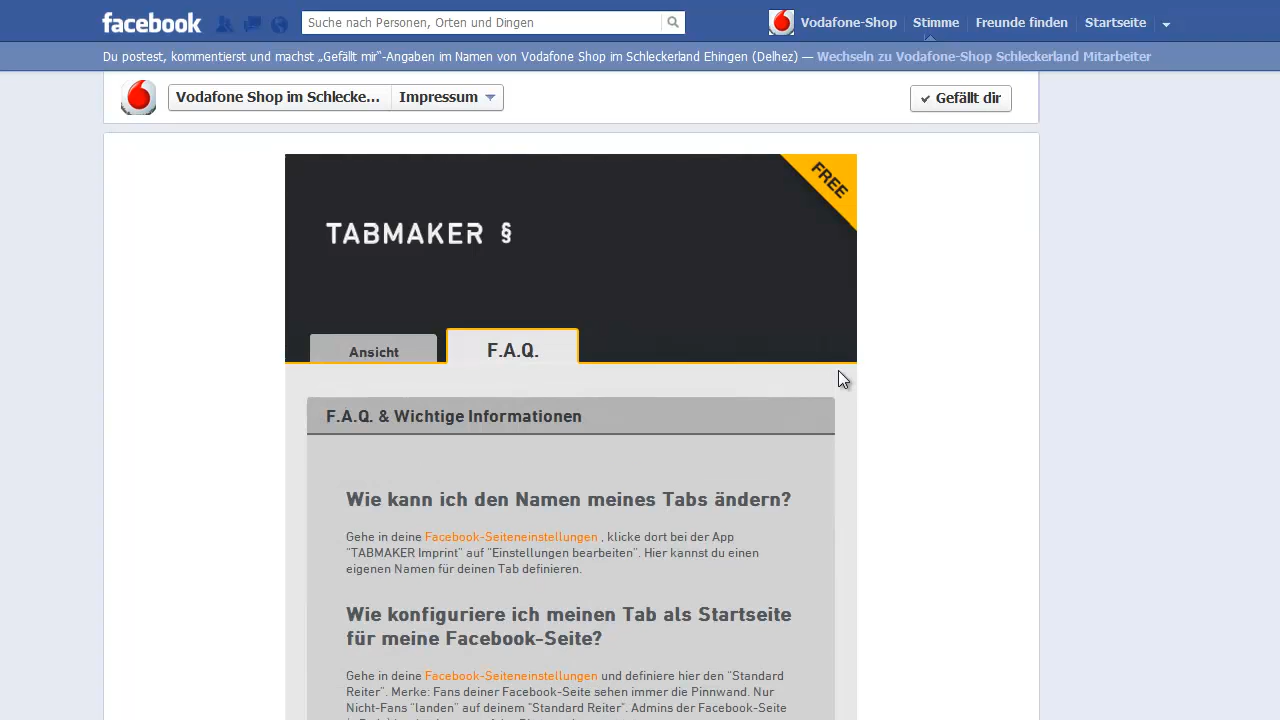 facebook
Suche nach Personen, Orten und Dingen
Vodafone-Shop
Stimme
Freunde finden
Startseite
Du postest, kommentierst und machst „Gefällt mir“-Angaben im Namen von Vodafone Shop im Schleckerland Ehingen (Delhez) — Wechseln zu Vodafone-Shop Schleckerland Mitarbeiter
Vodafone Shop im Schlecke...
Impressum
Gefällt dir
FREE
TABMAKER §
Ansicht
F.A.Q.
F.A.Q. & Wichtige Informationen
Wie kann ich den Namen meines Tabs ändern?
Gehe in deine Facebook-Seiteneinstellungen , klicke dort bei der App
"TABMAKER Imprint" auf "Einstellungen bearbeiten". Hier kannst du einen
eigenen Namen für deinen Tab definieren.
Wie konfiguriere ich meinen Tab als Startseite
für meine Facebook-Seite?
Gehe in deine Facebook-Seiteneinstellungen und definiere hier den "Standard
Reiter". Merke: Fans deiner Facebook-Seite sehen immer die Pinnwand. Nur
Nicht-Fans "landen" auf deinem "Standard Reiter". Admins der Facebook-Seite